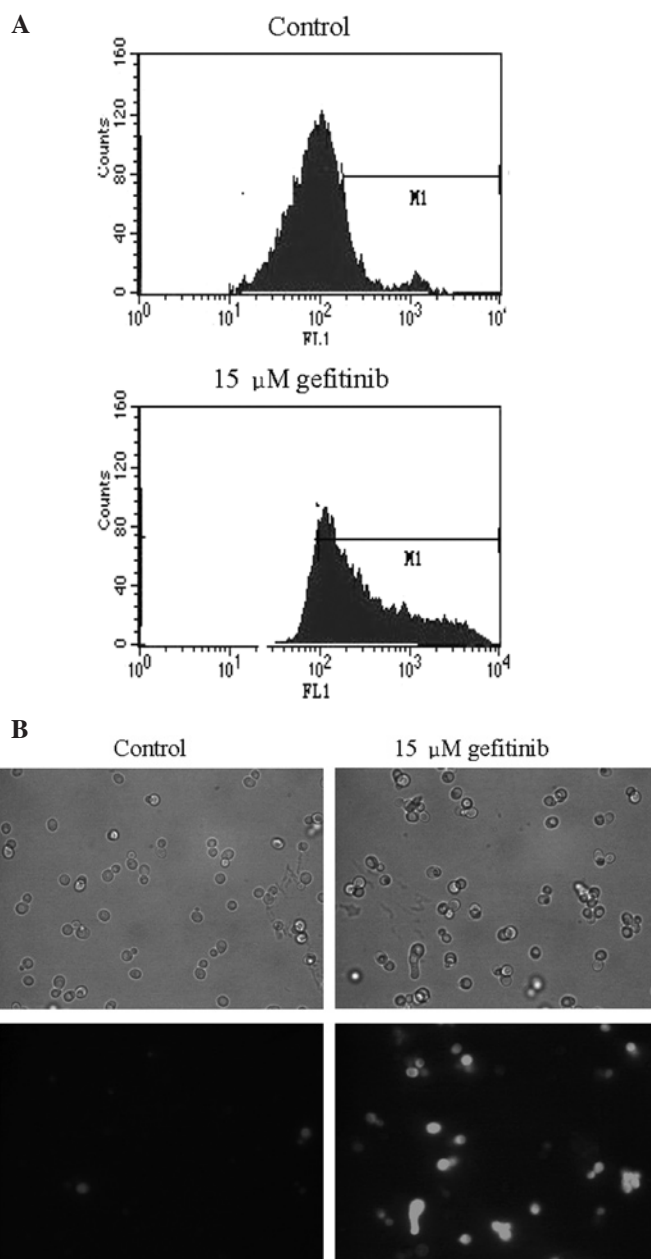 A
Control
160
120
Counts
80
M1
40
0
10^0 10^1 10^2 10^3
FL1
15 μM gefitinib
160
120
Counts
80
M1
40
0
10^0 10^1 10^2 10^3 10^4
FL1
B
Control 15 μM gefitinib